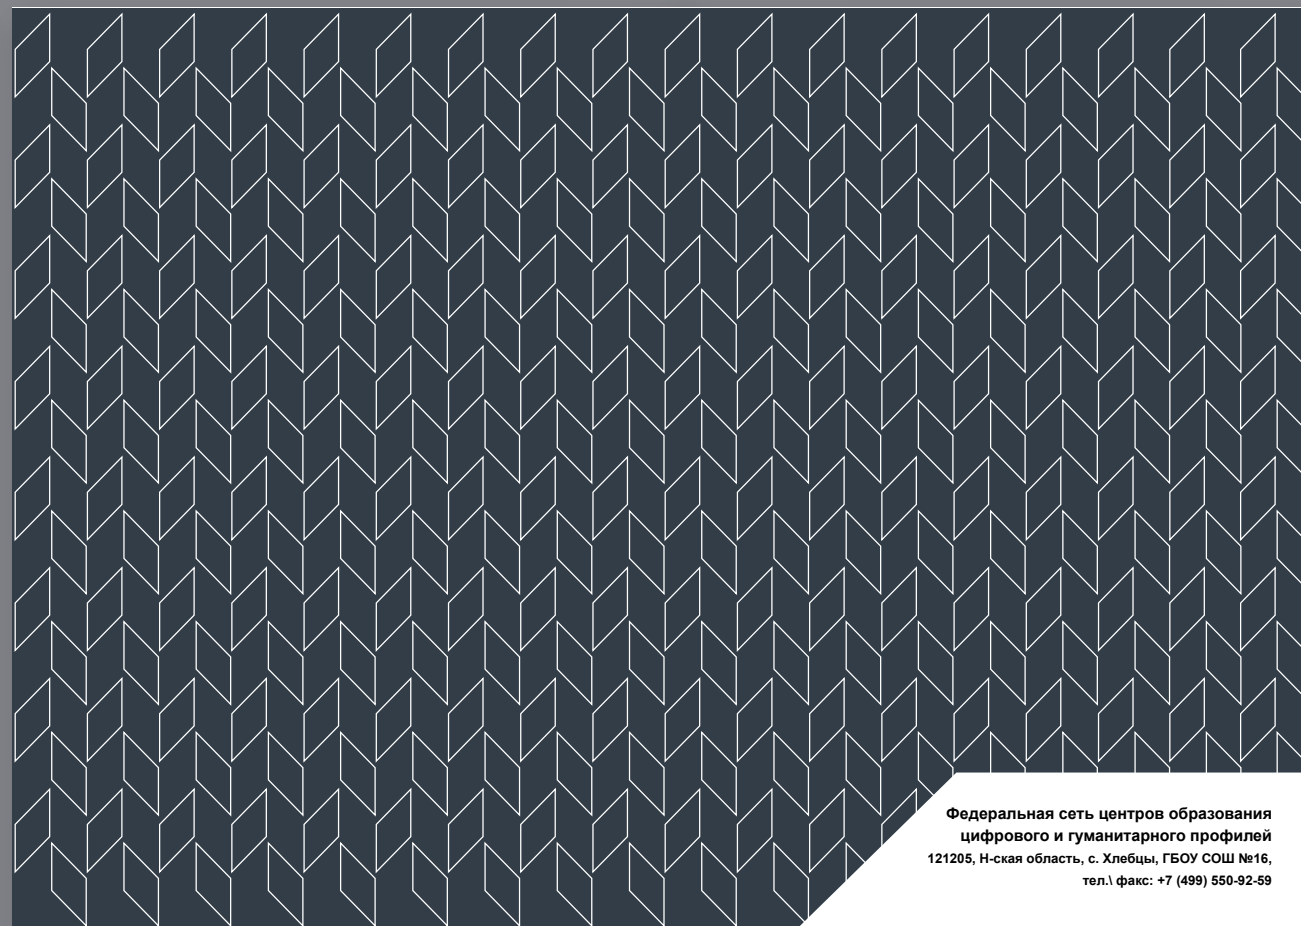 Федеральная сеть центров образования
цифрового и гуманитарного профилей
121205, Н-ская область, с. Хлебцы, ГБОУ СОШ №16,
тел.\ факс: +7 (499) 550-92-59